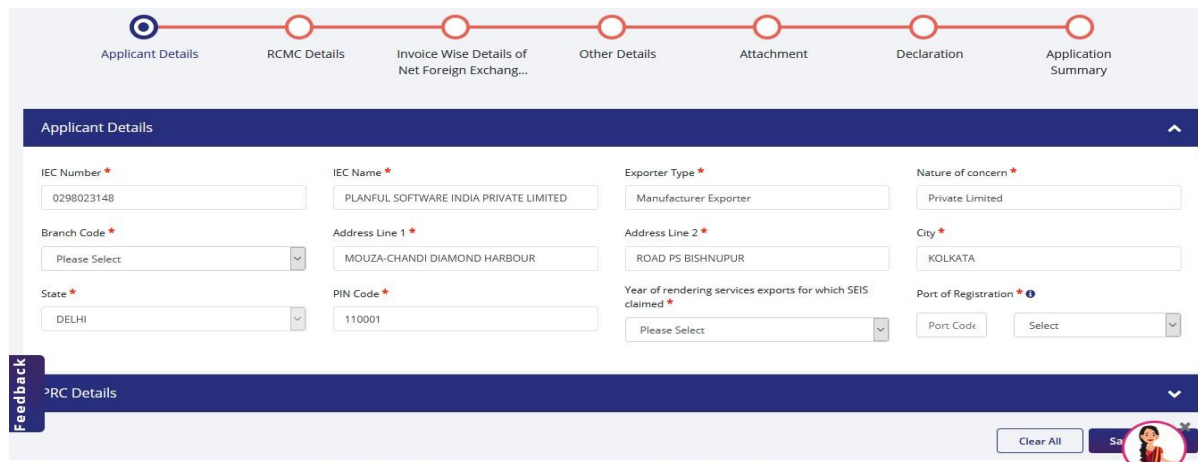 Applicant Details
RCMC Details
Invoice Wise Details of
Net Foreign Exchang...
Other Details
Attachment
Declaration
Application
Summary
Applicant Details
IEC Number *
IEC Name *
Exporter Type *
Nature of concern *
0298023148
PLANFUL SOFTWARE INDIA PRIVATE LIMITED
Manufacturer Exporter
Private Limited
Branch Code *
Address Line 1 *
Address Line 2 *
City *
Please Select
MOUZA-CHANDI DIAMOND HARBOUR
ROAD PS BISHNUPUR
KOLKATA
State *
PIN Code *
Year of rendering services exports for which SEIS
claimed *
Port of Registration *
DELHI
110001
Please Select
Port Code
Select
Feedback
PRC Details
Clear All